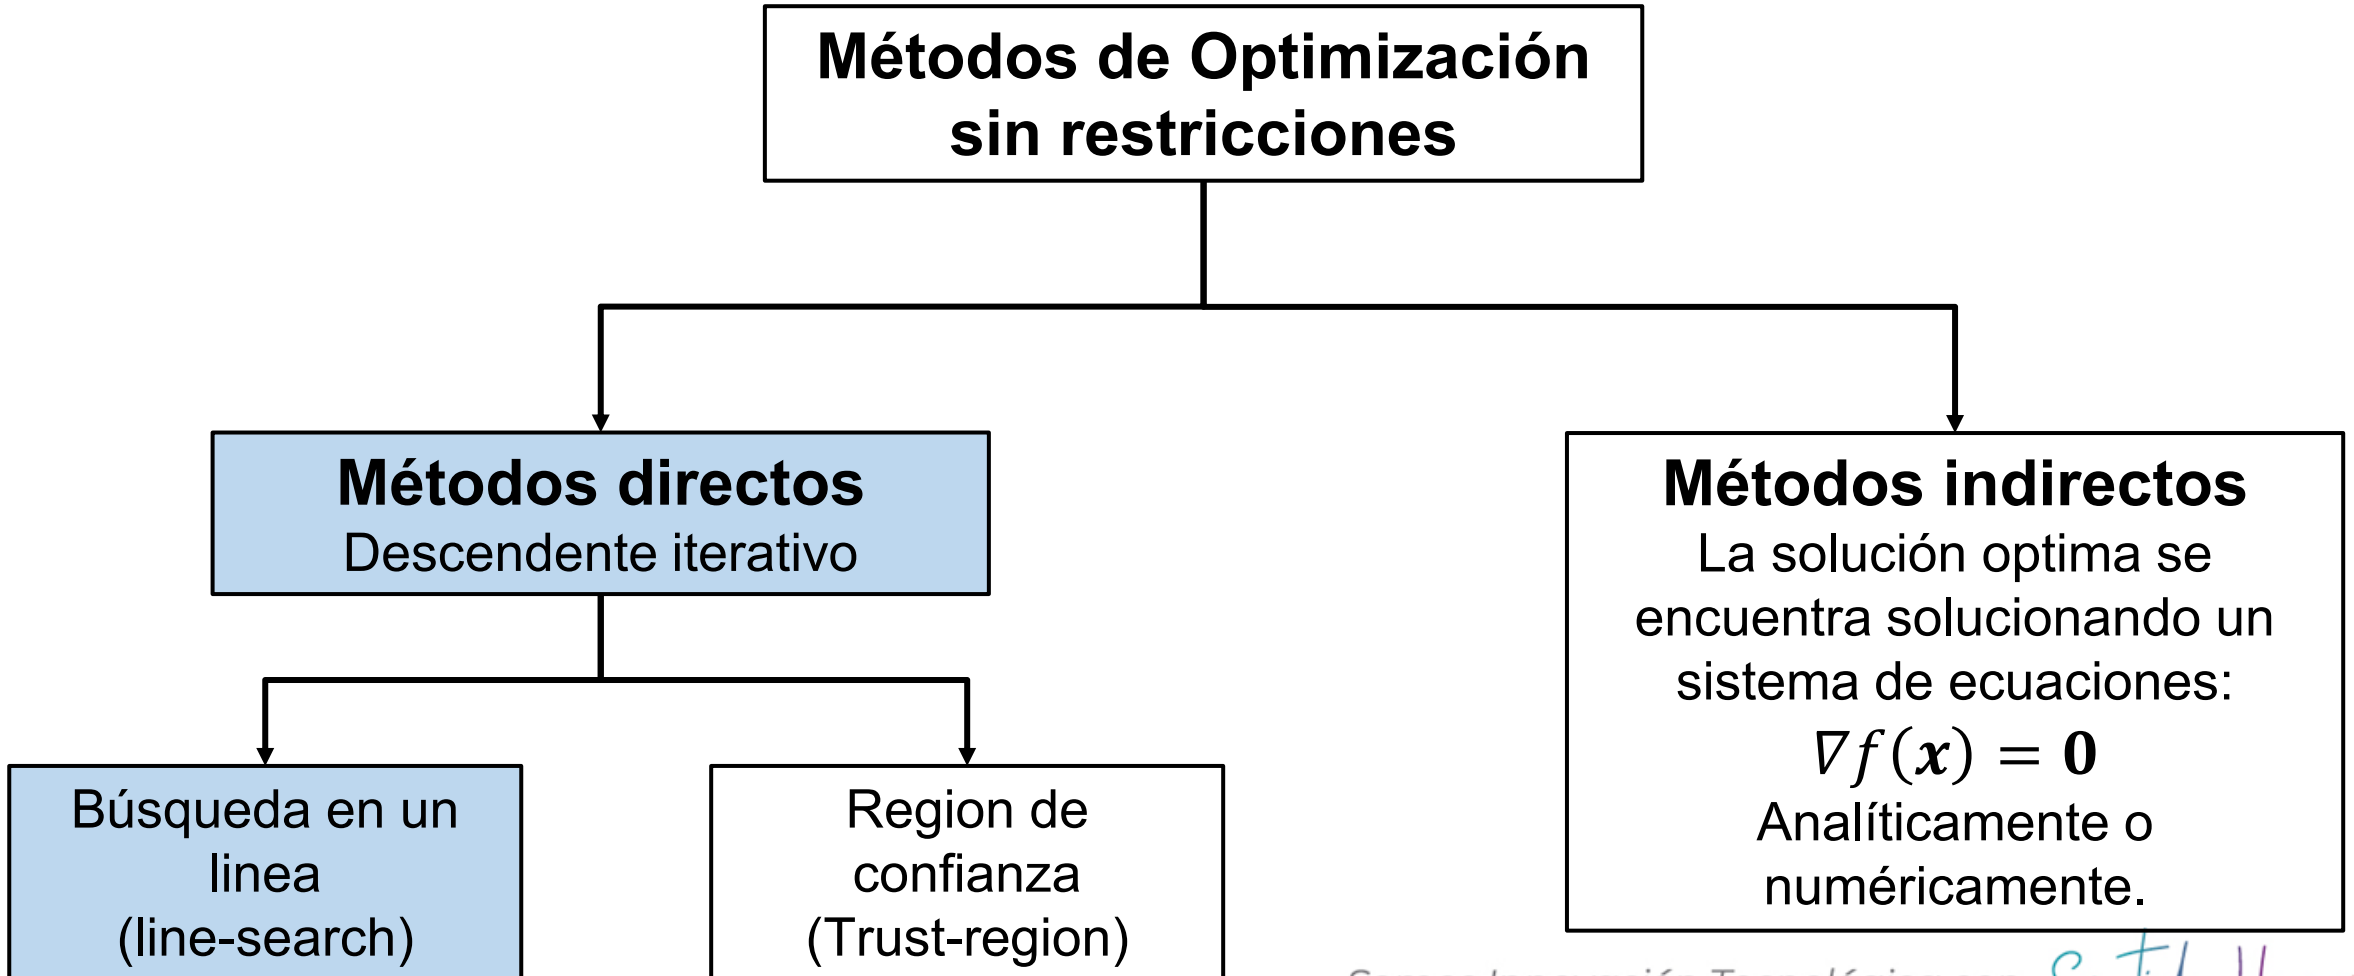 Métodos de Optimización
sin restricciones
Métodos directos
Descendente iterativo
Métodos indirectos
La solución optima se
encuentra solucionando un
sistema de ecuaciones:
∇f(x) = 0
Analíticamente o
numéricamente.
Búsqueda en un
linea
(line-search)
Region de
confianza
(Trust-region)